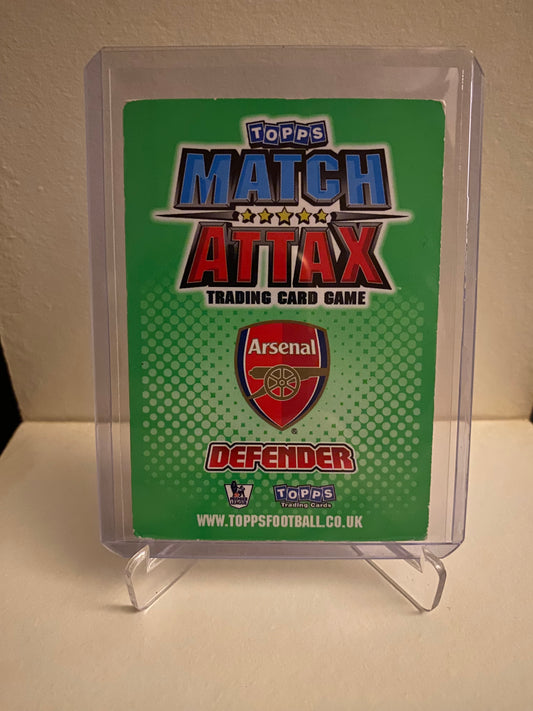 TOPPS
MATCH
ATTAX
TRADING CARD GAME
Arsenal
®
DEFENDER
TOPPS
Trading Cards
WWW.TOPPSFOOTBALL.CO.UK